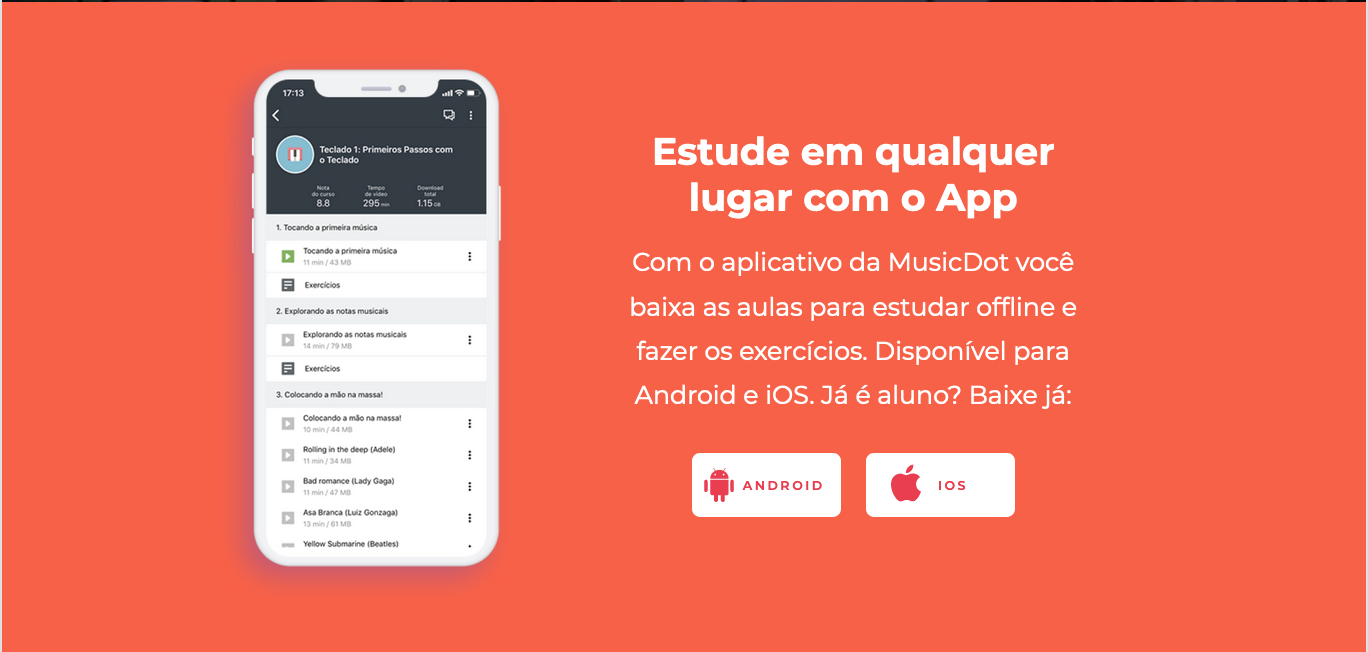 17:13
Teclado 1: Primeiros Passos com
o Teclado
Nota
do curso
8.8
Tempo
de vídeo
295 min
Download
total
1.15 GB
1. Tocando a primeira música
Tocando a primeira música
11 min / 43 MB
Exercícios
2. Explorando as notas musicais
Explorando as notas musicais
14 min / 79 MB
Exercícios
3. Colocando a mão na massa!
Colocando a mão na massa!
10 min / 44 MB
Rolling in the deep (Adele)
11 min / 34 MB
Bad romance (Lady Gaga)
11 min / 47 MB
Asa Branca (Luiz Gonzaga)
13 min / 61 MB
Yellow Submarine (Beatles)
Estude em qualquer
lugar com o App
Com o aplicativo da MusicDot você
baixa as aulas para estudar offline e
fazer os exercícios. Disponível para
Android e iOS. Já é aluno? Baixe já:
ANDROID
IOS